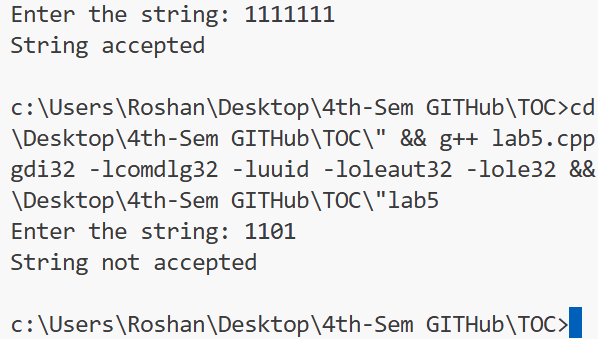 Enter the string: 1111111
String accepted
c:\Users\Roshan\Desktop\4th-Sem GITHub\TOC>cd
\Desktop\4th-Sem GITHub\TOC\" && g++ lab5.cpp
gdi32 -lcomdlg32 -luuid -loleaut32 -lole32 &&
\Desktop\4th-Sem GITHub\TOC\"lab5
Enter the string: 1101
String not accepted
c:\Users\Roshan\Desktop\4th-Sem GITHub\TOC>